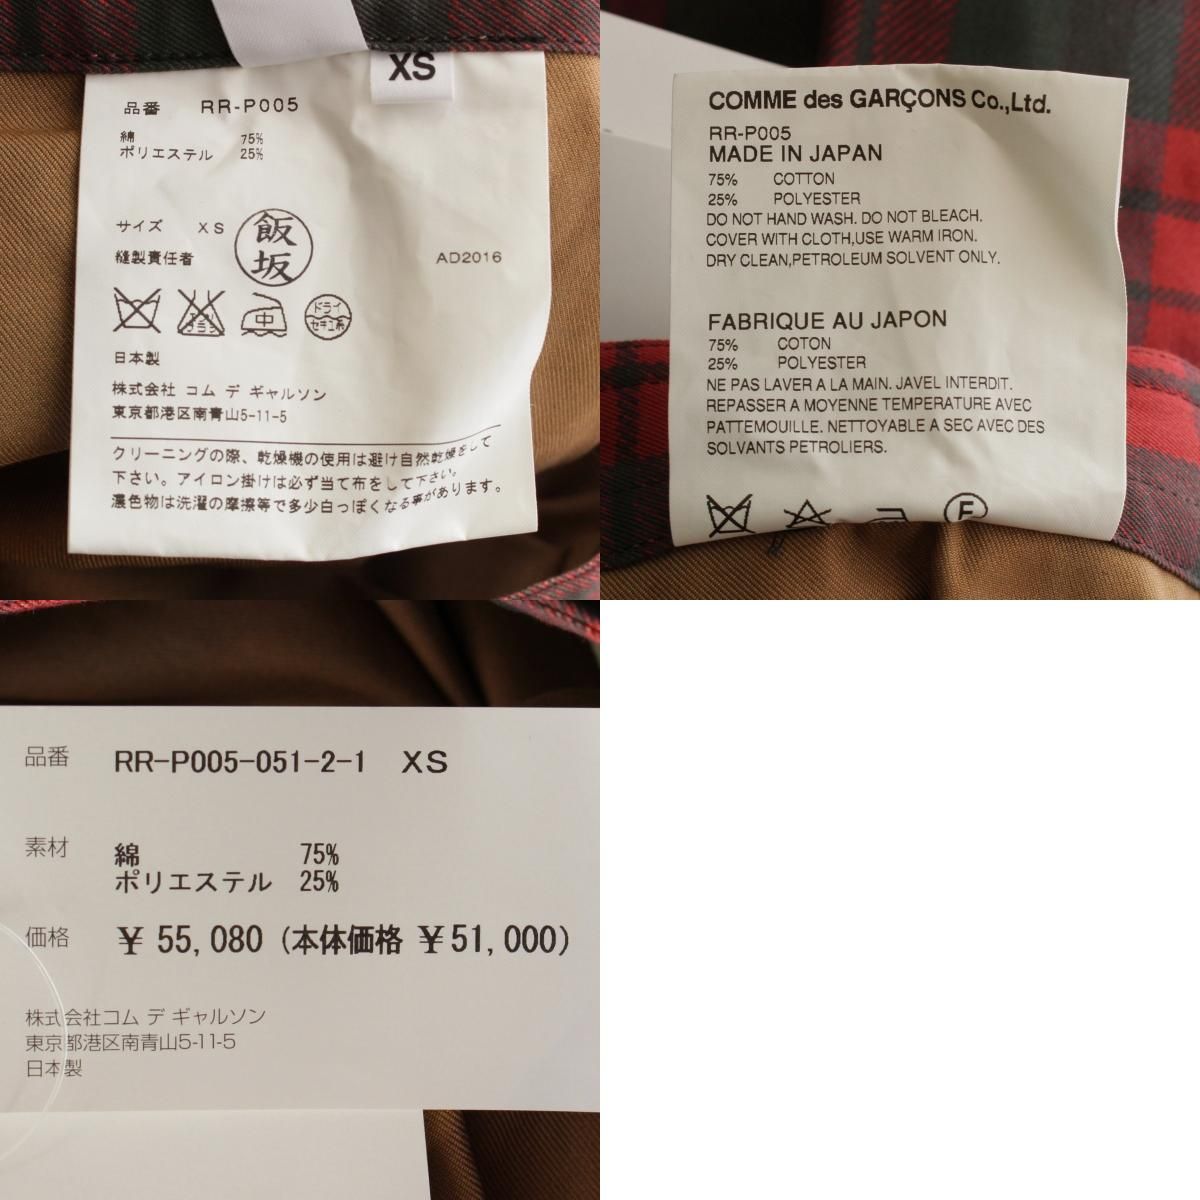 XS
品番 RR-P005
綿 75%
ポリエステル 25%
サイズ XS
飯坂
縫製責任者 AD2016
エンソサラシ
中
ドライ
セキユ系
日本製
株式会社 コム デ ギャルソン
東京都港区南青山5-11-5
クリーニングの際、乾燥機の使用は避け自然乾燥をして
下さい。アイロン掛けは必ず当て布をして下さい。
濃色物は洗濯の摩擦等で多少白っぽくなる事があります。
COMME des GARÇONS Co.,Ltd.
RR-P005
MADE IN JAPAN
75% COTTON
25% POLYESTER
DO NOT HAND WASH. DO NOT BLEACH.
COVER WITH CLOTH,USE WARM IRON.
DRY CLEAN,PETROLEUM SOLVENT ONLY.
FABRIQUE AU JAPON
75% COTON
25% POLYESTER
NE PAS LAVER A LA MAIN. JAVEL INTERDIT.
REPASSER A MOYENNE TEMPERATURE AVEC
PATTEMOUILLE. NETTOYABLE A SEC AVEC DES
SOLVANTS PETROLIERS.
F
品番 RR-P005-051-2-1 XS
素材 綿 75%
ポリエステル 25%
価格 ￥ 55,080 (本体価格 ￥51,000)
株式会社コム デ ギャルソン
東京都港区南青山5-11-5
日本製